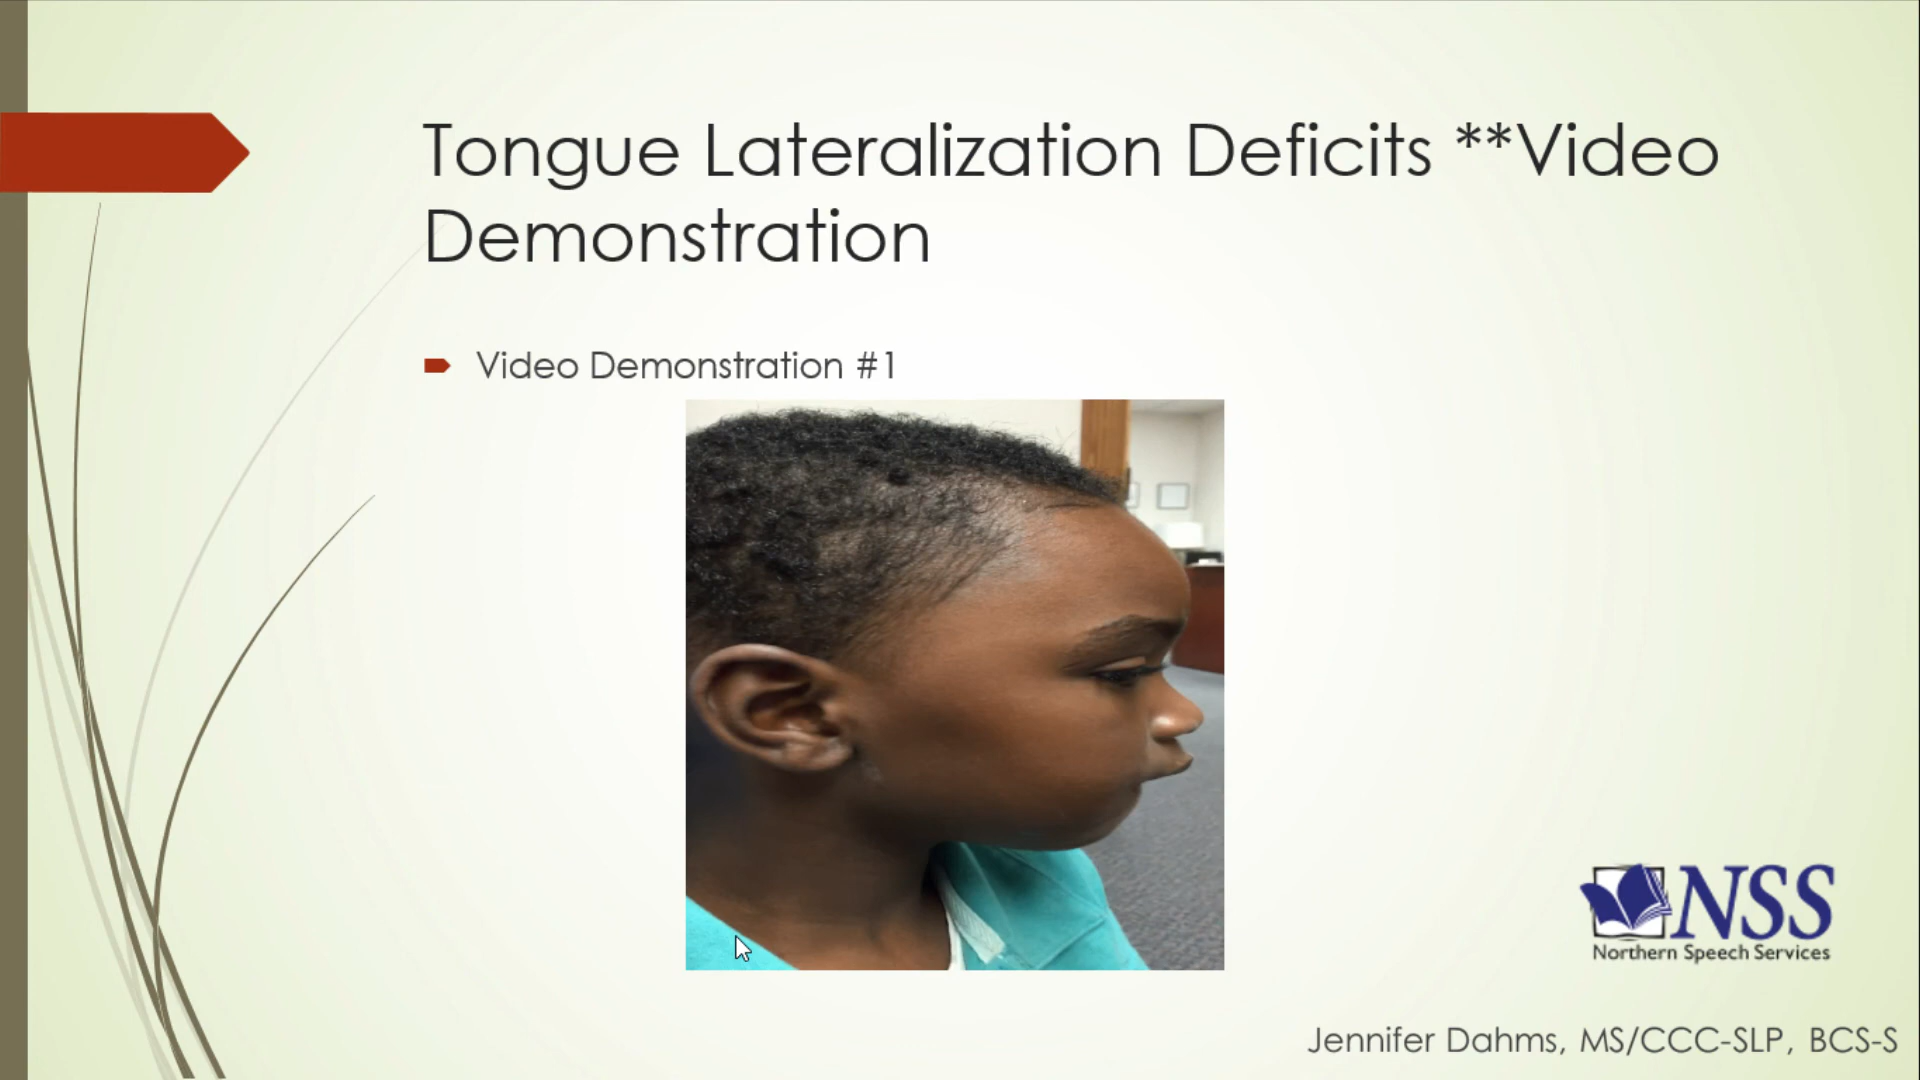 Tongue Lateralization Deficits **Video
Demonstration
Video Demonstration #1
NSS
Northern Speech Services
Jennifer Dahms, MS/CCC-SLP, BCS-S